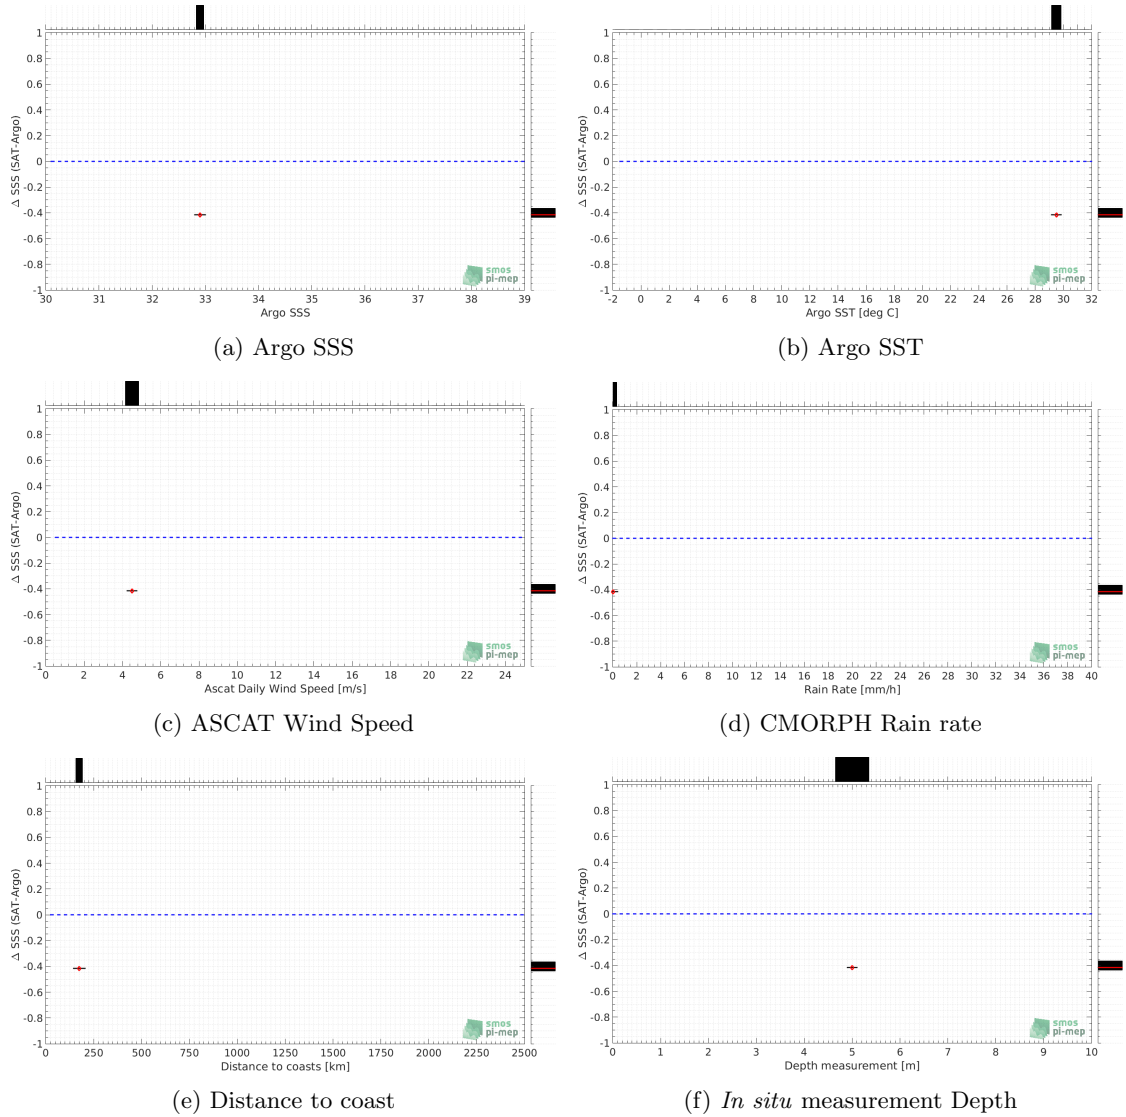 1
0.8
0.6
0.4
0.2
0
-0.2
-0.4
-0.6
-0.8
-1
Δ SSS (SAT-Argo)
30 31 32 33 34 35 36 37 38 39
Argo SSS
smos
pi-mep
(a) Argo SSS
1
0.8
0.6
0.4
0.2
0
-0.2
-0.4
-0.6
-0.8
-1
Δ SSS (SAT-Argo)
-2 0 2 4 6 8 10 12 14 16 18 20 22 24 26 28 30 32
Argo SST [deg C]
smos
pi-mep
(b) Argo SST
1
0.8
0.6
0.4
0.2
0
-0.2
-0.4
-0.6
-0.8
-1
Δ SSS (SAT-Argo)
0 2 4 6 8 10 12 14 16 18 20 22 24
Ascat Daily Wind Speed [m/s]
smos
pi-mep
(c) ASCAT Wind Speed
1
0.8
0.6
0.4
0.2
0
-0.2
-0.4
-0.6
-0.8
-1
Δ SSS (SAT-Argo)
0 2 4 6 8 10 12 14 16 18 20 22 24 26 28 30 32 34 36 38 40
Rain Rate [mm/h]
smos
pi-mep
(d) CMORPH Rain rate
1
0.8
0.6
0.4
0.2
0
-0.2
-0.4
-0.6
-0.8
-1
Δ SSS (SAT-Argo)
0 250 500 750 1000 1250 1500 1750 2000 2250 2500
Distance to coasts [km]
smos
pi-mep
(e) Distance to coast
1
0.8
0.6
0.4
0.2
0
-0.2
-0.4
-0.6
-0.8
-1
Δ SSS (SAT-Argo)
0 1 2 3 4 5 6 7 8 9 10
Depth measurement [m]
smos
pi-mep
(f) In situ measurement Depth